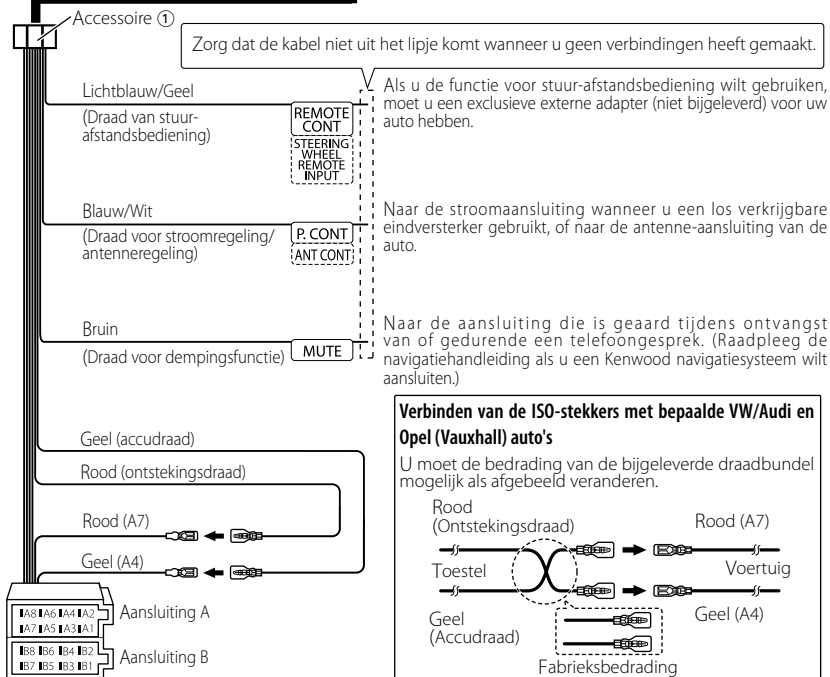 Accessoire ①
Zorg dat de kabel niet uit het lipje komt wanneer u geen verbindingen heeft gemaakt.
Lichtblauw/Geel
(Draad van stuur-
afstandsbediening)
REMOTE
CONT
STEERING
WHEEL
REMOTE
INPUT
Als u de functie voor stuur-afstandsbediening wilt gebruiken,
moet u een exclusieve externe adapter (niet bijgeleverd) voor uw
auto hebben.
Blauw/Wit
(Draad voor stroomregeling/
antenneregeling)
P. CONT
ANT CONT
Naar de stroomaansluiting wanneer u een los verkrijgbare
eindversterker gebruikt, of naar de antenne-aansluiting van de
auto.
Bruin
(Draad voor dempingsfunctie)
MUTE
Naar de aansluiting die is geaard tijdens ontvangst
van of gedurende een telefoongesprek. (Raadpleeg de
navigatiehandleiding als u een Kenwood navigatiesysteem wilt
aansluiten.)
Geel (accudraad)
Rood (ontstekingsdraad)
Rood (A7)
Geel (A4)
A8 A6 A4 A2
A7 A5 A3 A1
Aansluiting A
B8 B6 B4 B2
B7 B5 B3 B1
Aansluiting B
Verbinden van de ISO-stekkers met bepaalde VW/Audi en
Opel (Vauxhall) auto's
U moet de bedrading van de bijgeleverde draadbundel
mogelijk als afgebeeld veranderen.
Rood
(Ontstekingsdraad)
Rood (A7)
Toestel
Voertuig
Geel
(Accudraad)
Geel (A4)
Fabrieksbedrading